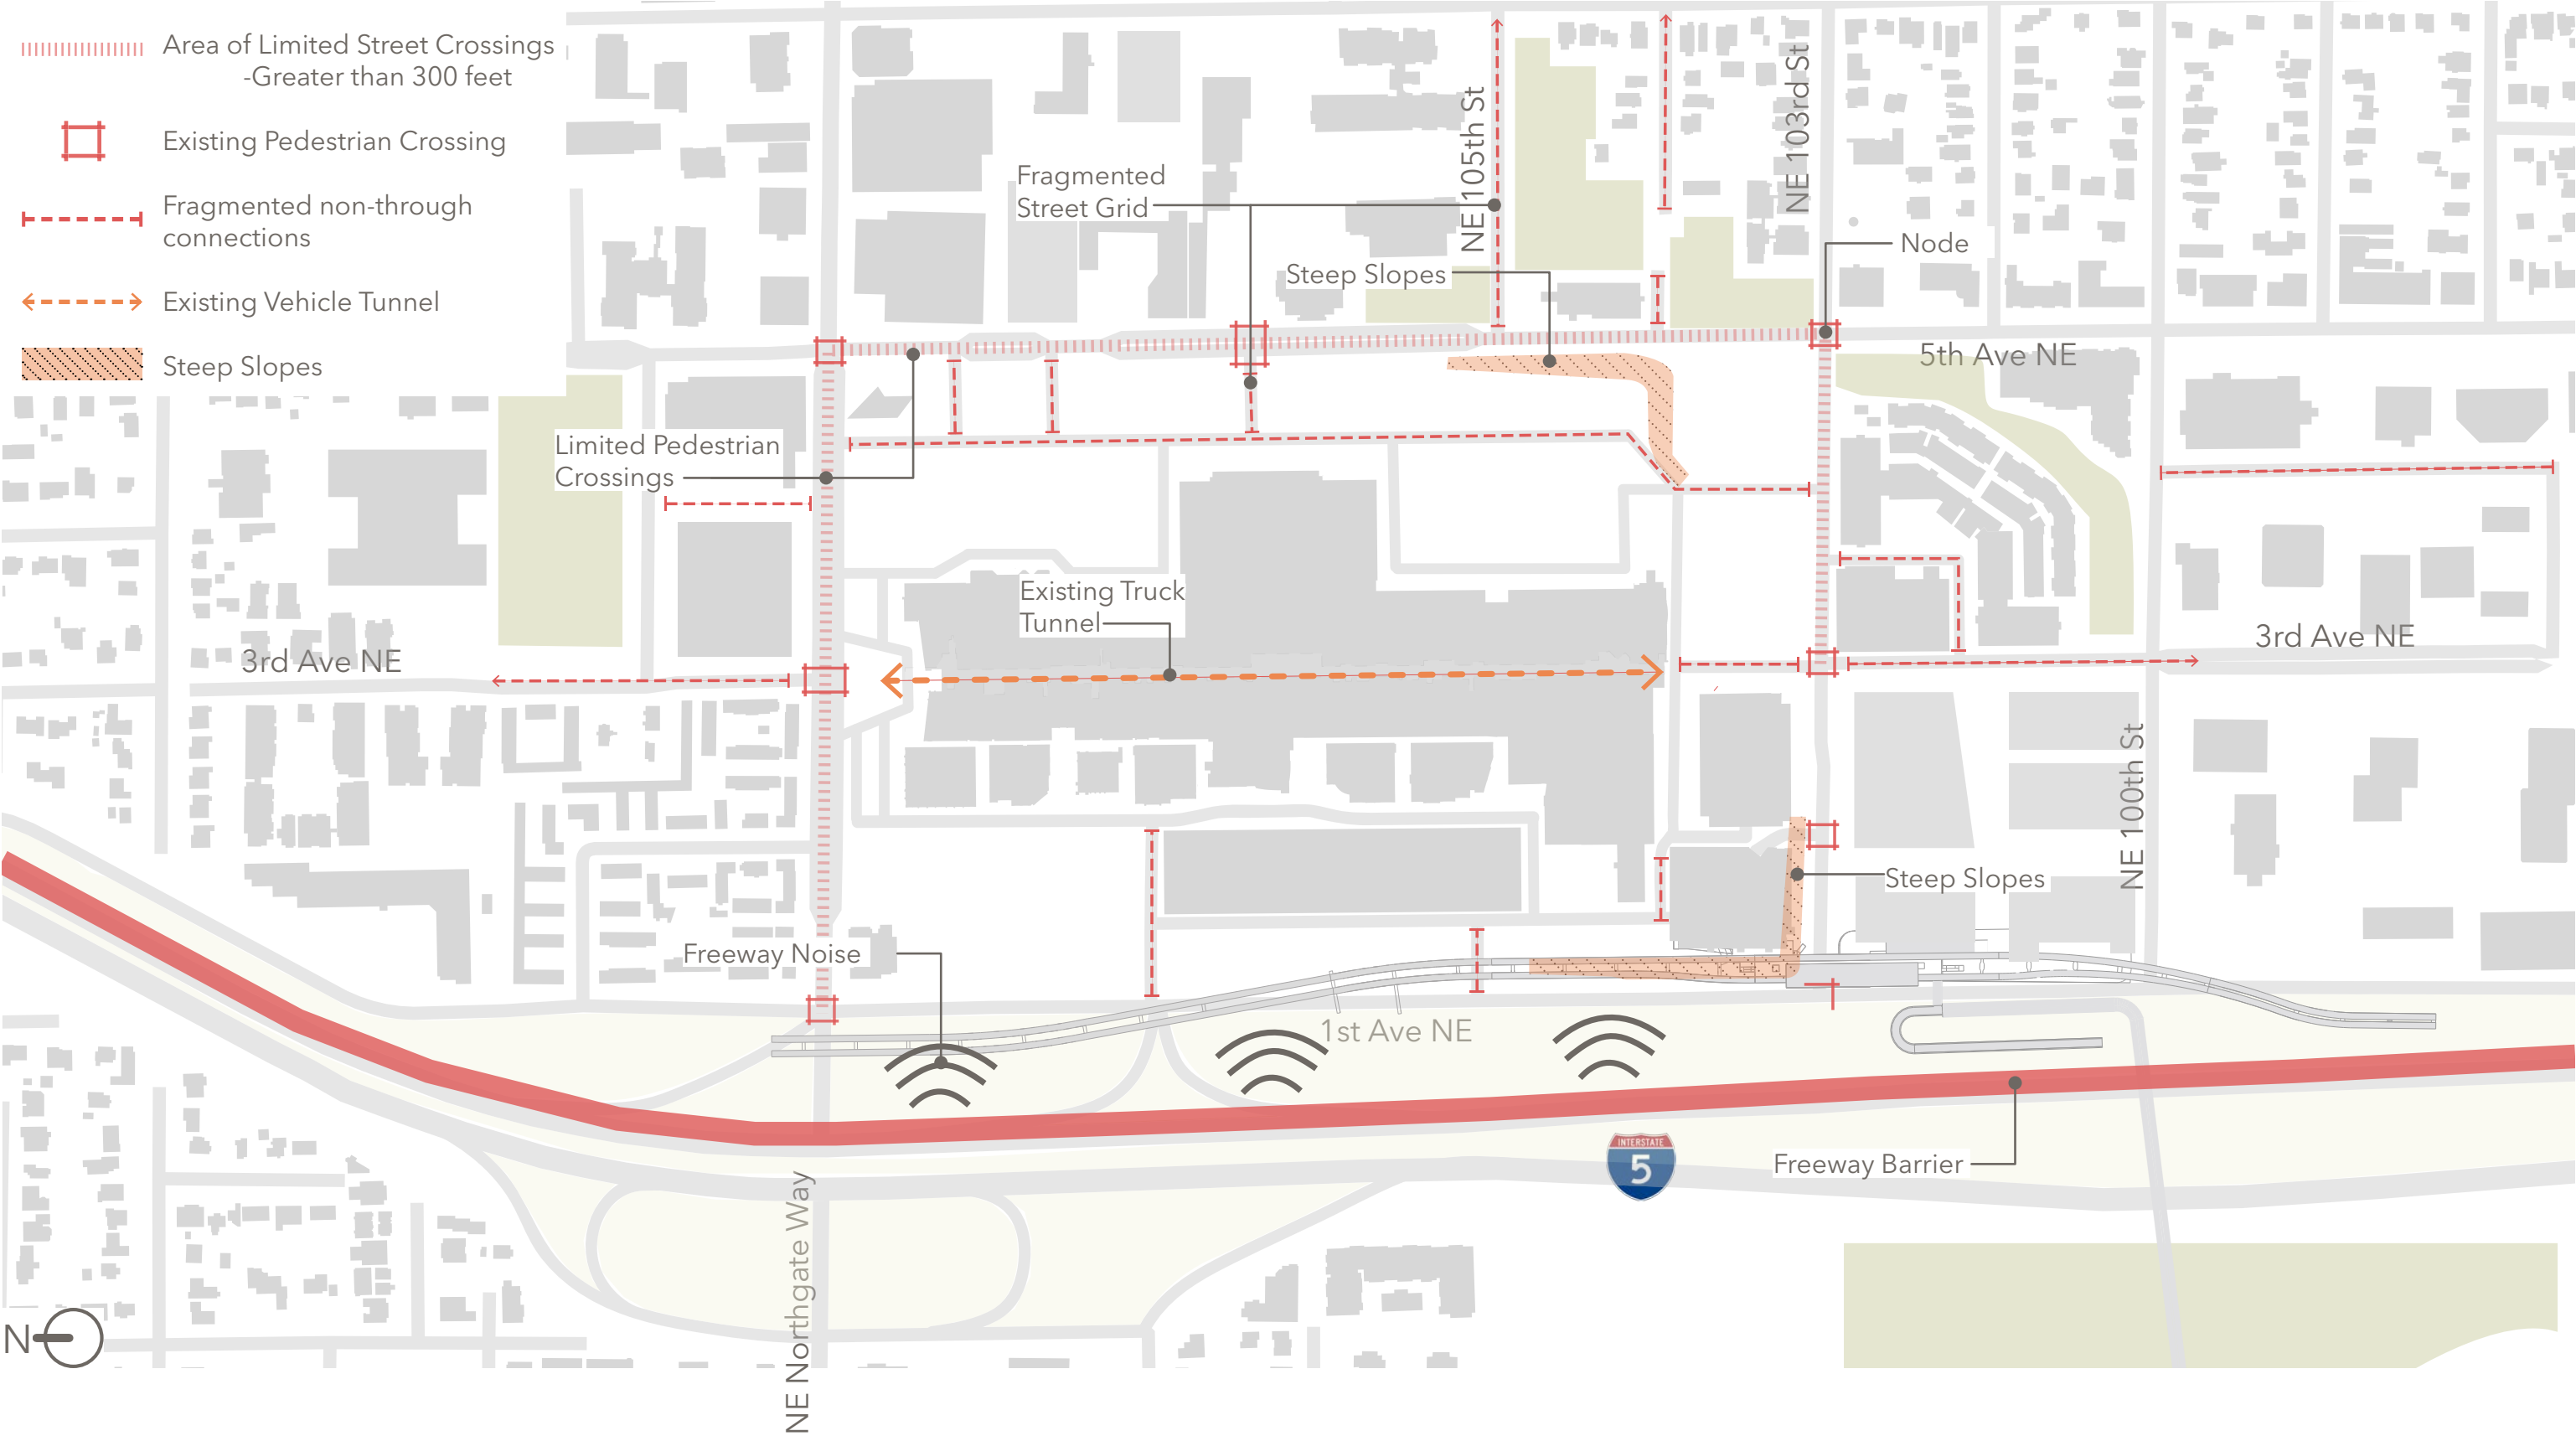 Area of Limited Street Crossings
-Greater than 300 feet
Existing Pedestrian Crossing
Fragmented non-through
connections
Existing Vehicle Tunnel
Steep Slopes
Fragmented
Street Grid
NE 105th St
NE 103rd St
Node
Steep Slopes
5th Ave NE
Limited Pedestrian
Crossings
Existing Truck
Tunnel
3rd Ave NE
3rd Ave NE
NE 100th St
Steep Slopes
Freeway Noise
1st Ave NE
INTERSTATE
5
Freeway Barrier
NE Northgate Way
N